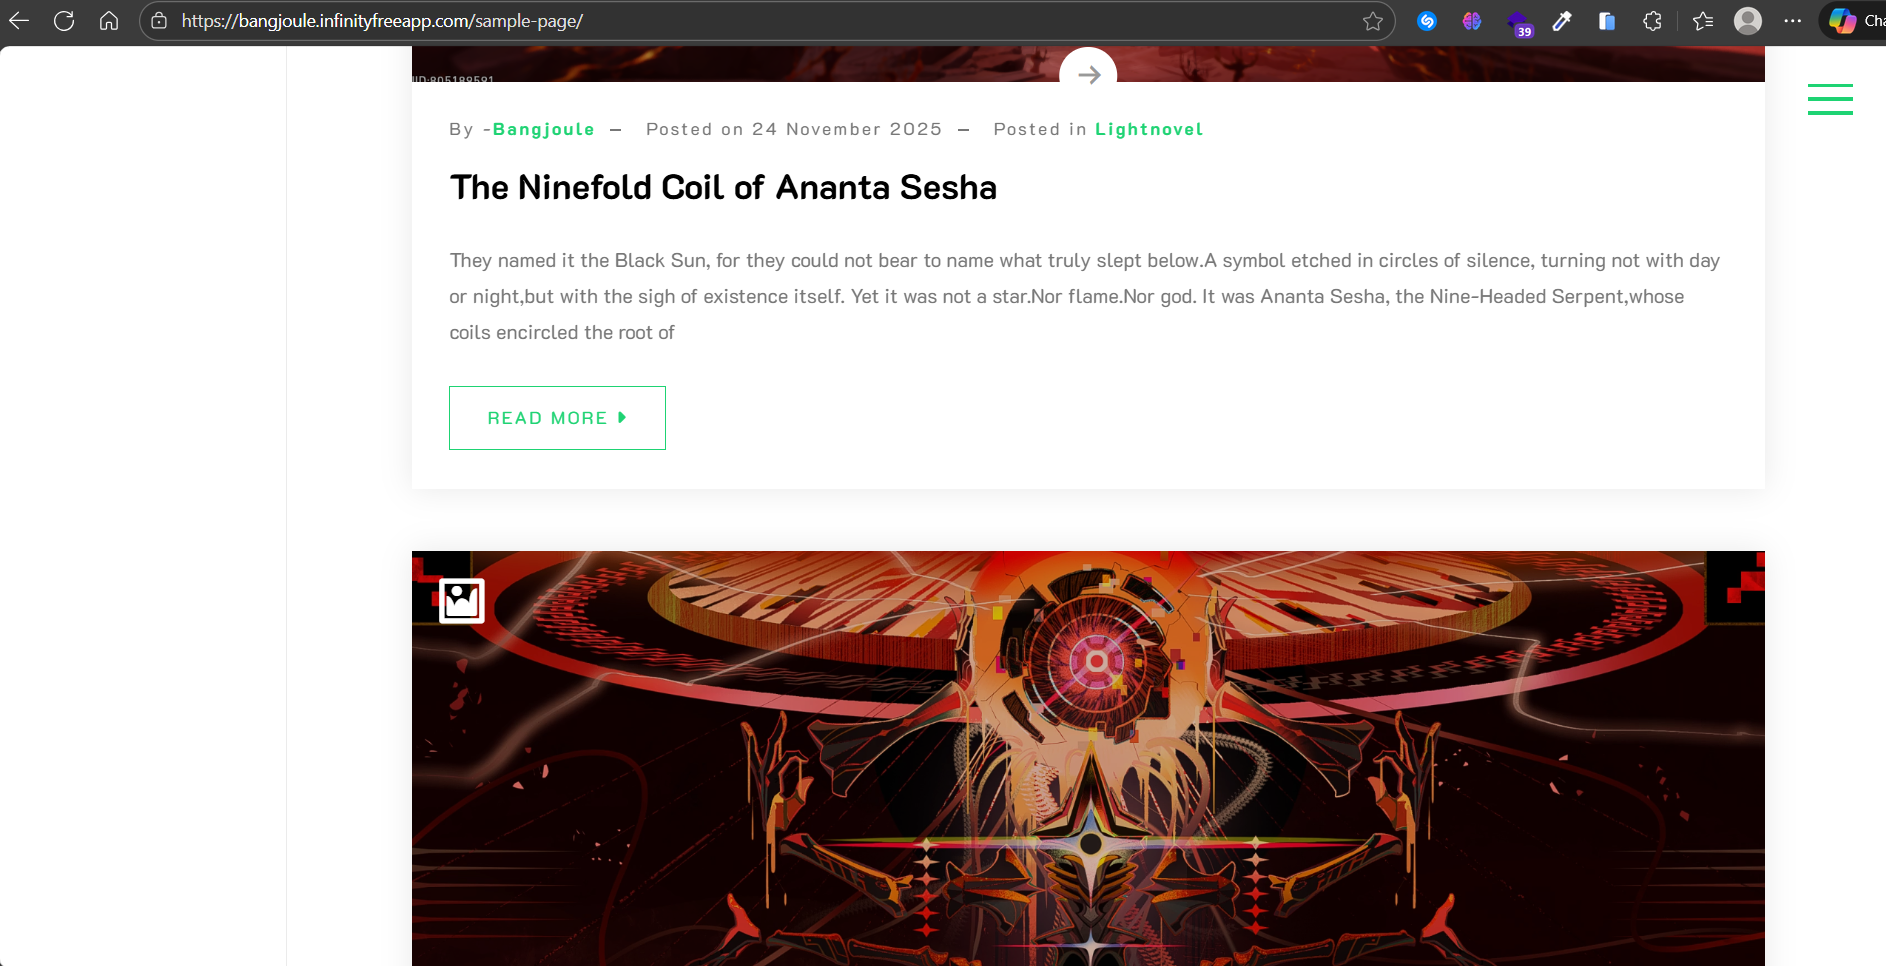 https://bangjoule.infinityfreeapp.com/sample-page/
39
UID:805189591
By -Bangjoule – Posted on 24 November 2025 – Posted in Lightnovel
The Ninefold Coil of Ananta Sesha
They named it the Black Sun, for they could not bear to name what truly slept below.A symbol etched in circles of silence, turning not with day
or night,but with the sigh of existence itself. Yet it was not a star.Nor flame.Nor god. It was Ananta Sesha, the Nine-Headed Serpent,whose
coils encircled the root of
READ MORE